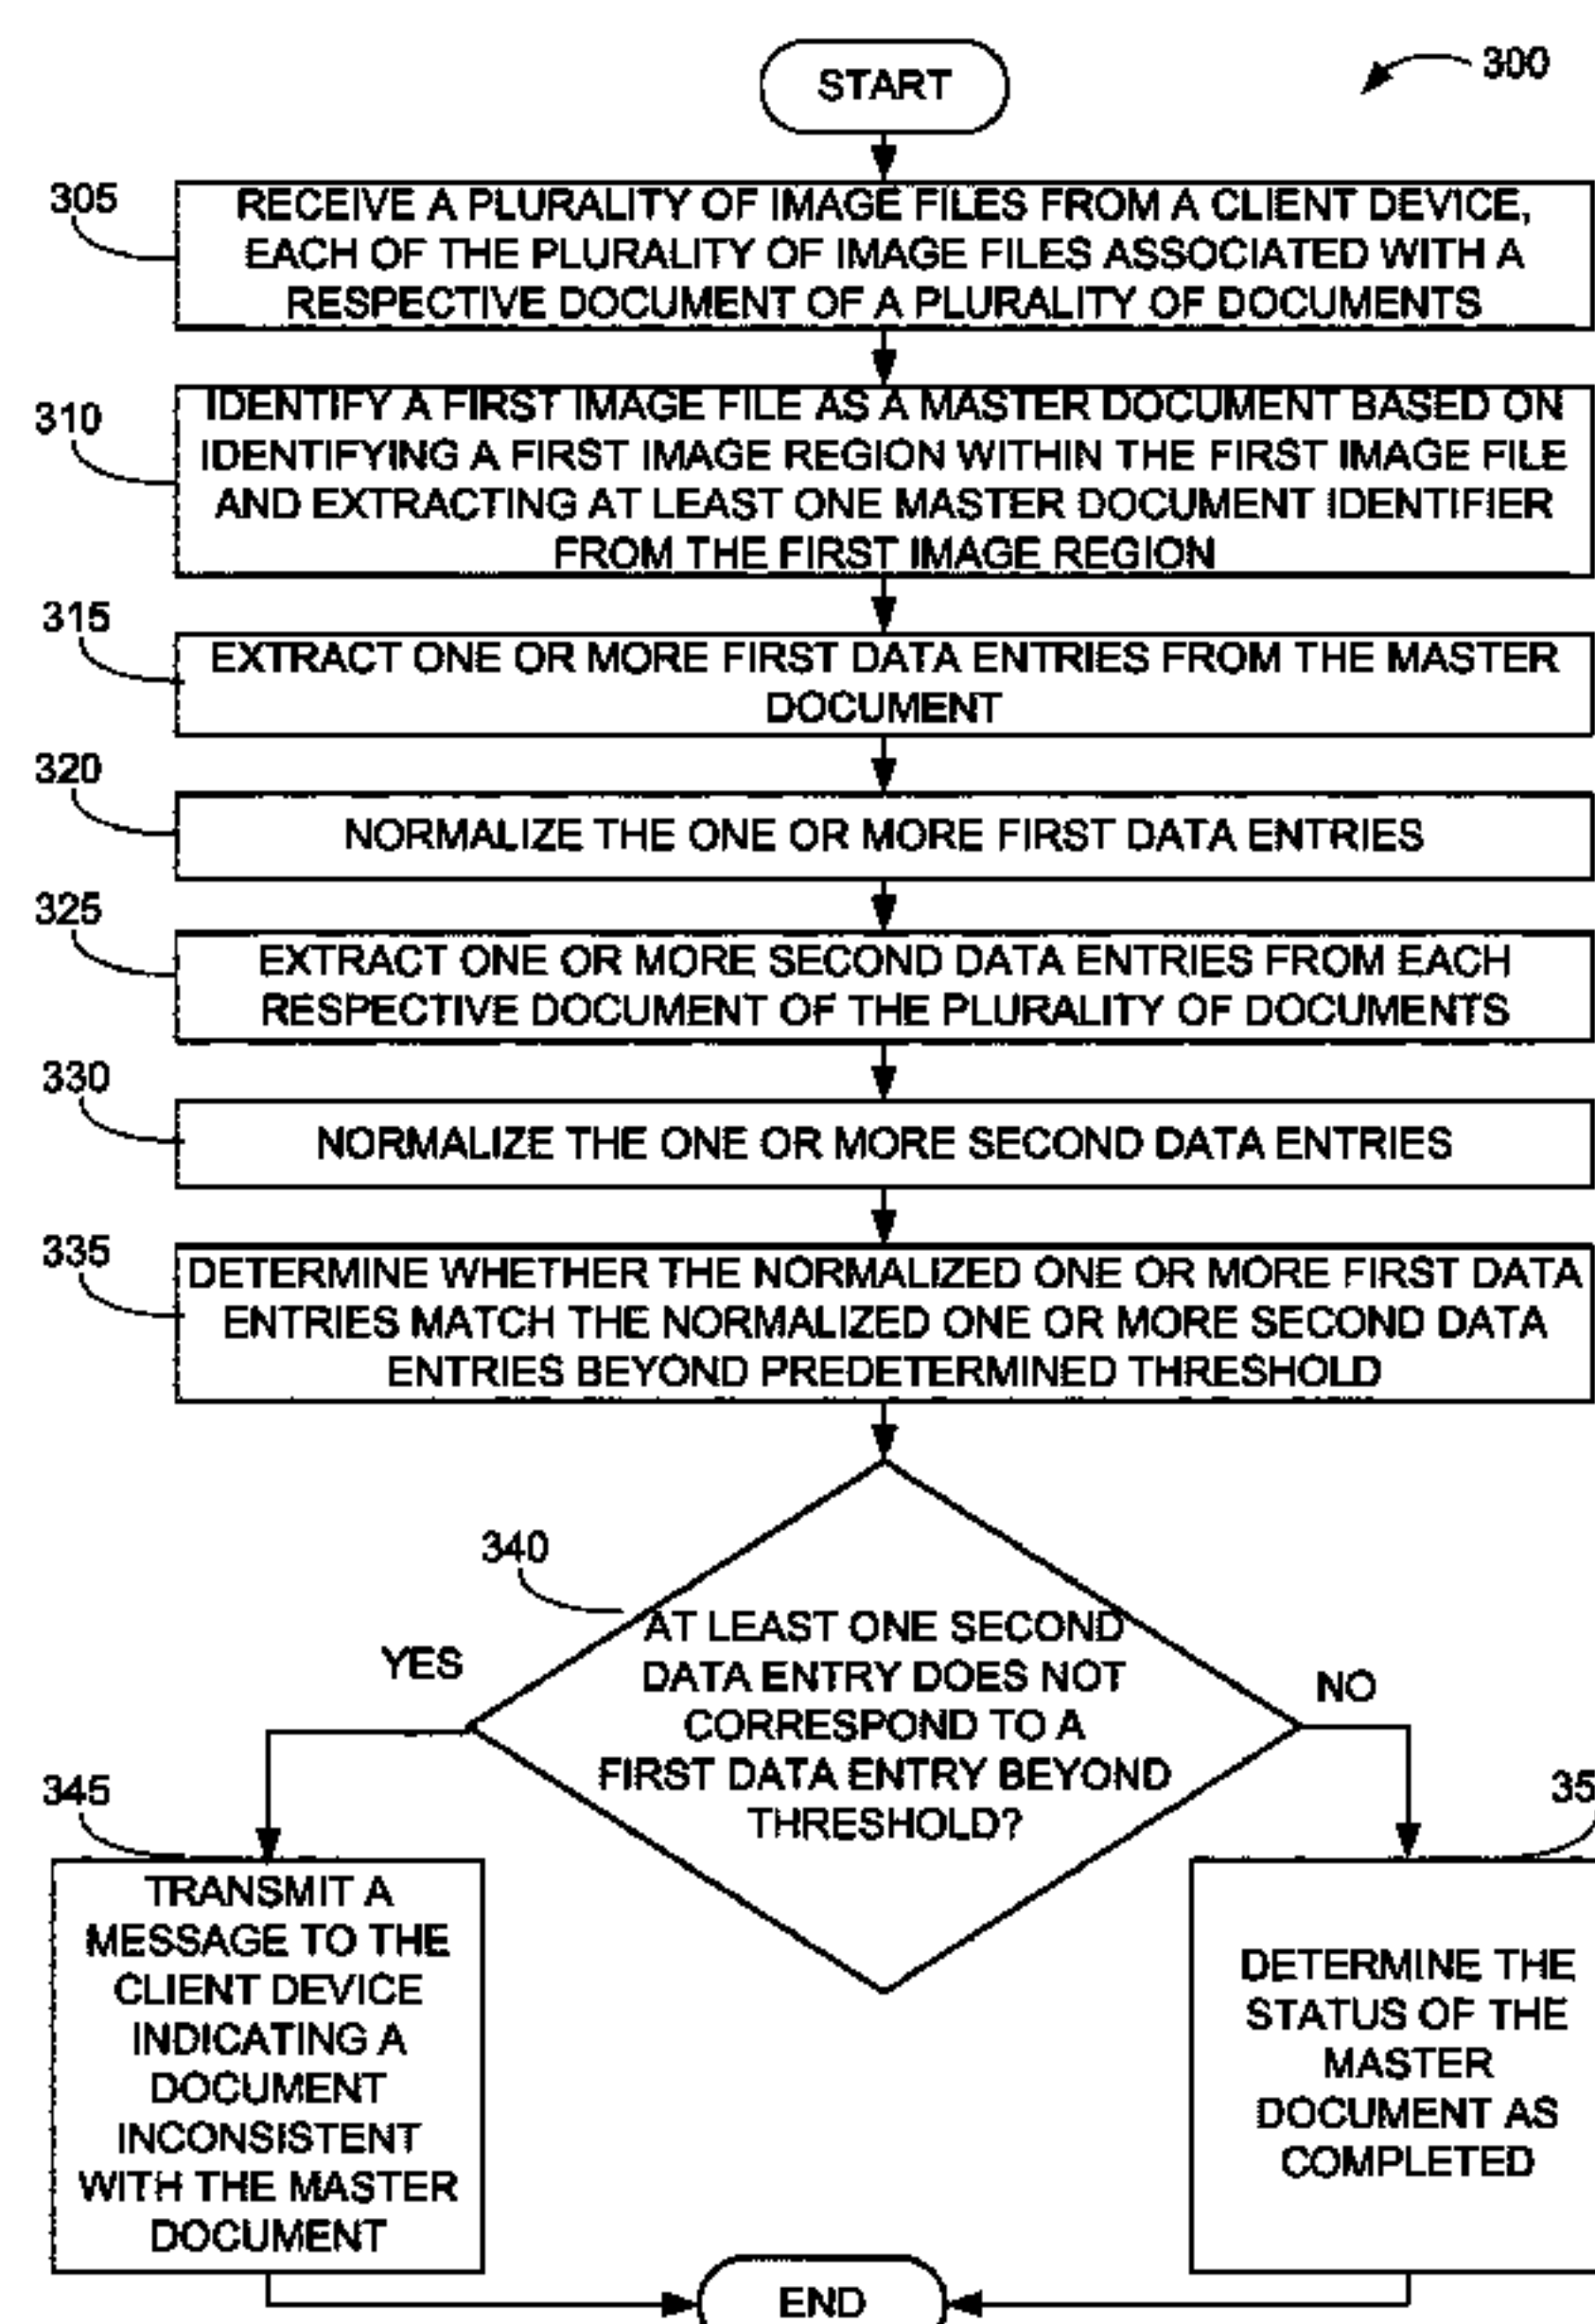 START
300
305
RECEIVE A PLURALITY OF IMAGE FILES FROM A CLIENT DEVICE,
EACH OF THE PLURALITY OF IMAGE FILES ASSOCIATED WITH A
RESPECTIVE DOCUMENT OF A PLURALITY OF DOCUMENTS
310
IDENTIFY A FIRST IMAGE FILE AS A MASTER DOCUMENT BASED ON
IDENTIFYING A FIRST IMAGE REGION WITHIN THE FIRST IMAGE FILE
AND EXTRACTING AT LEAST ONE MASTER DOCUMENT IDENTIFIER
FROM THE FIRST IMAGE REGION
315
EXTRACT ONE OR MORE FIRST DATA ENTRIES FROM THE MASTER
DOCUMENT
320
NORMALIZE THE ONE OR MORE FIRST DATA ENTRIES
325
EXTRACT ONE OR MORE SECOND DATA ENTRIES FROM EACH
RESPECTIVE DOCUMENT OF THE PLURALITY OF DOCUMENTS
330
NORMALIZE THE ONE OR MORE SECOND DATA ENTRIES
335
DETERMINE WHETHER THE NORMALIZED ONE OR MORE FIRST DATA
ENTRIES MATCH THE NORMALIZED ONE OR MORE SECOND DATA
ENTRIES BEYOND PREDETERMINED THRESHOLD
340
AT LEAST ONE SECOND
DATA ENTRY DOES NOT
CORRESPOND TO A
FIRST DATA ENTRY BEYOND
THRESHOLD?
YES
NO
345
TRANSMIT A
MESSAGE TO THE
CLIENT DEVICE
INDICATING A
DOCUMENT
INCONSISTENT
WITH THE MASTER
DOCUMENT
35
DETERMINE THE
STATUS OF THE
MASTER
DOCUMENT AS
COMPLETED
END